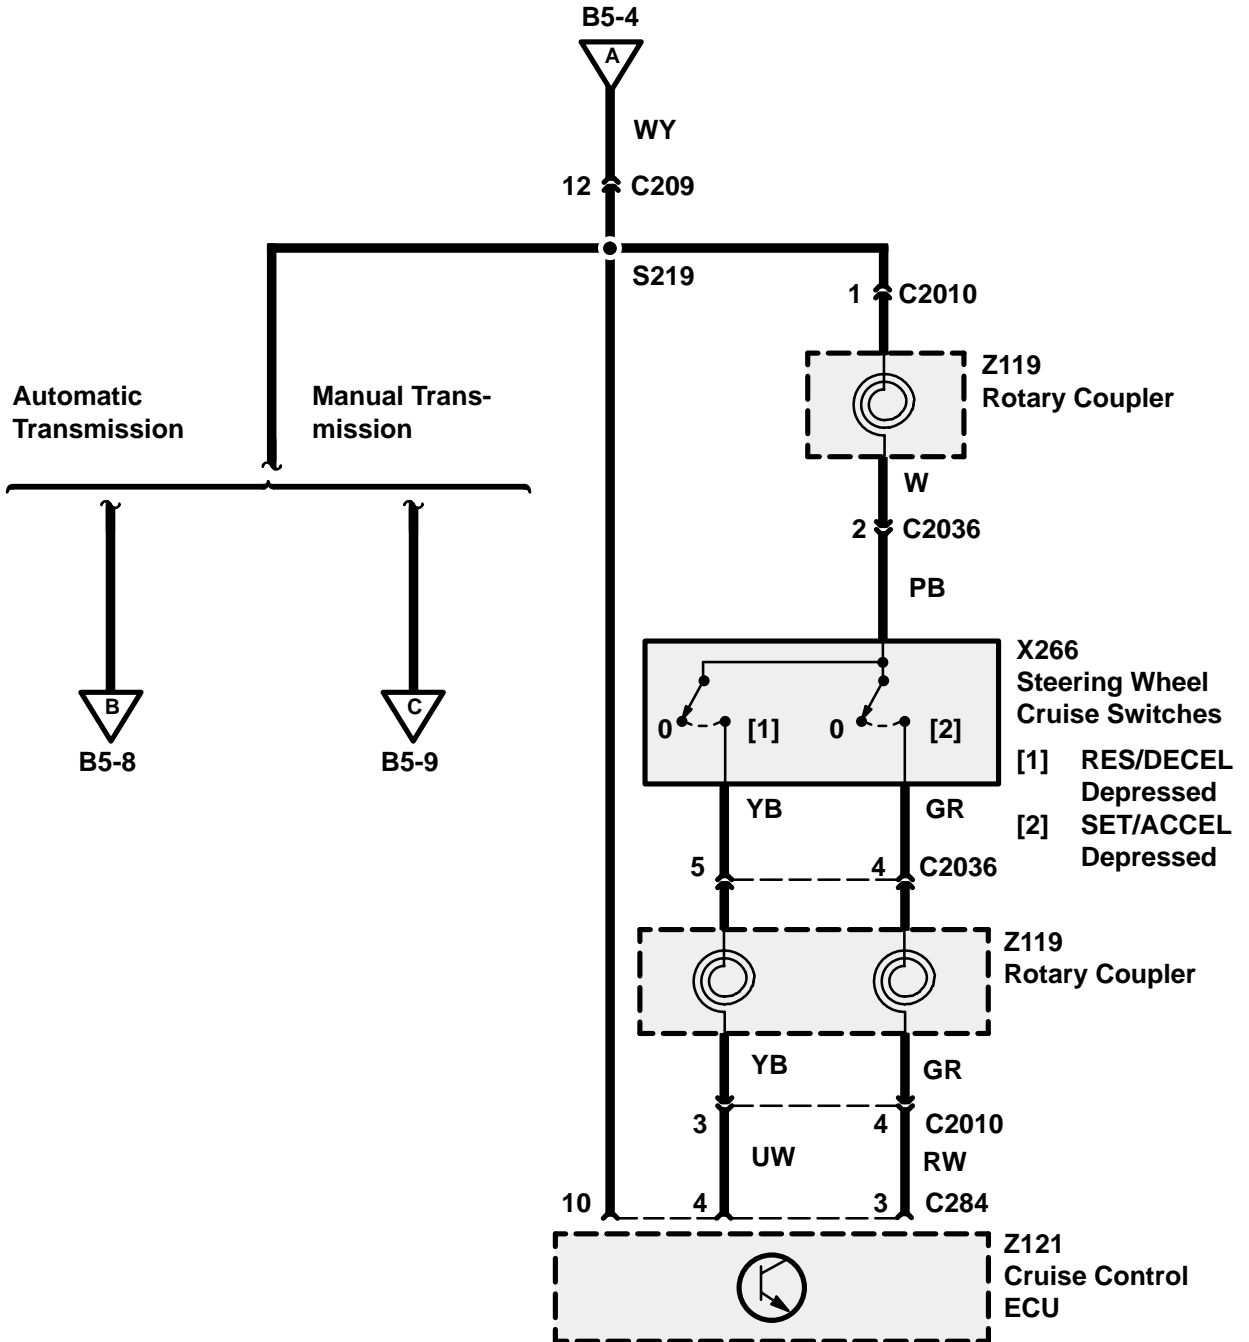 B5-4
A
WY
12 C209
S219
1 C2010
Z119
Rotary Coupler
Automatic
Transmission
Manual Trans-
mission
W
2 C2036
PB
X266
Steering Wheel
Cruise Switches
0 [1] 0 [2]
[1] RES/DECEL
Depressed
[2] SET/ACCEL
Depressed
B
B5-8
C
B5-9
YB GR
5 4 C2036
Z119
Rotary Coupler
YB GR
3 4 C2010
UW RW
10 4 3 C284
Z121
Cruise Control
ECU